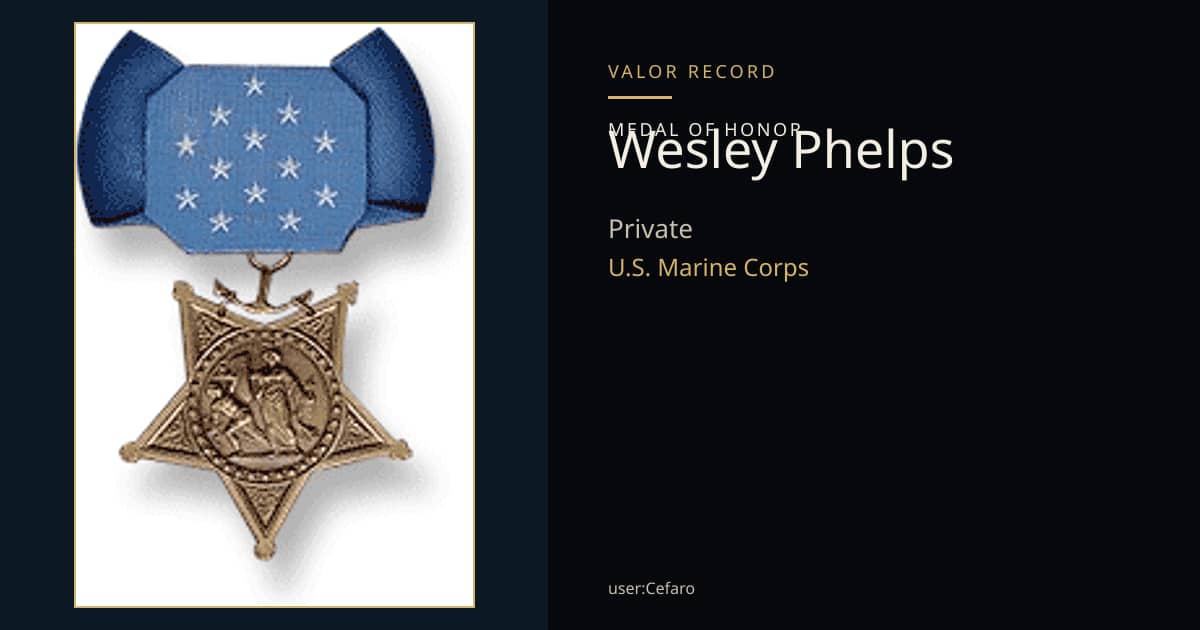 VALOR RECORD
MEDAL OF HONOR
Wesley Phelps
Private
U.S. Marine Corps
user:Cefaro